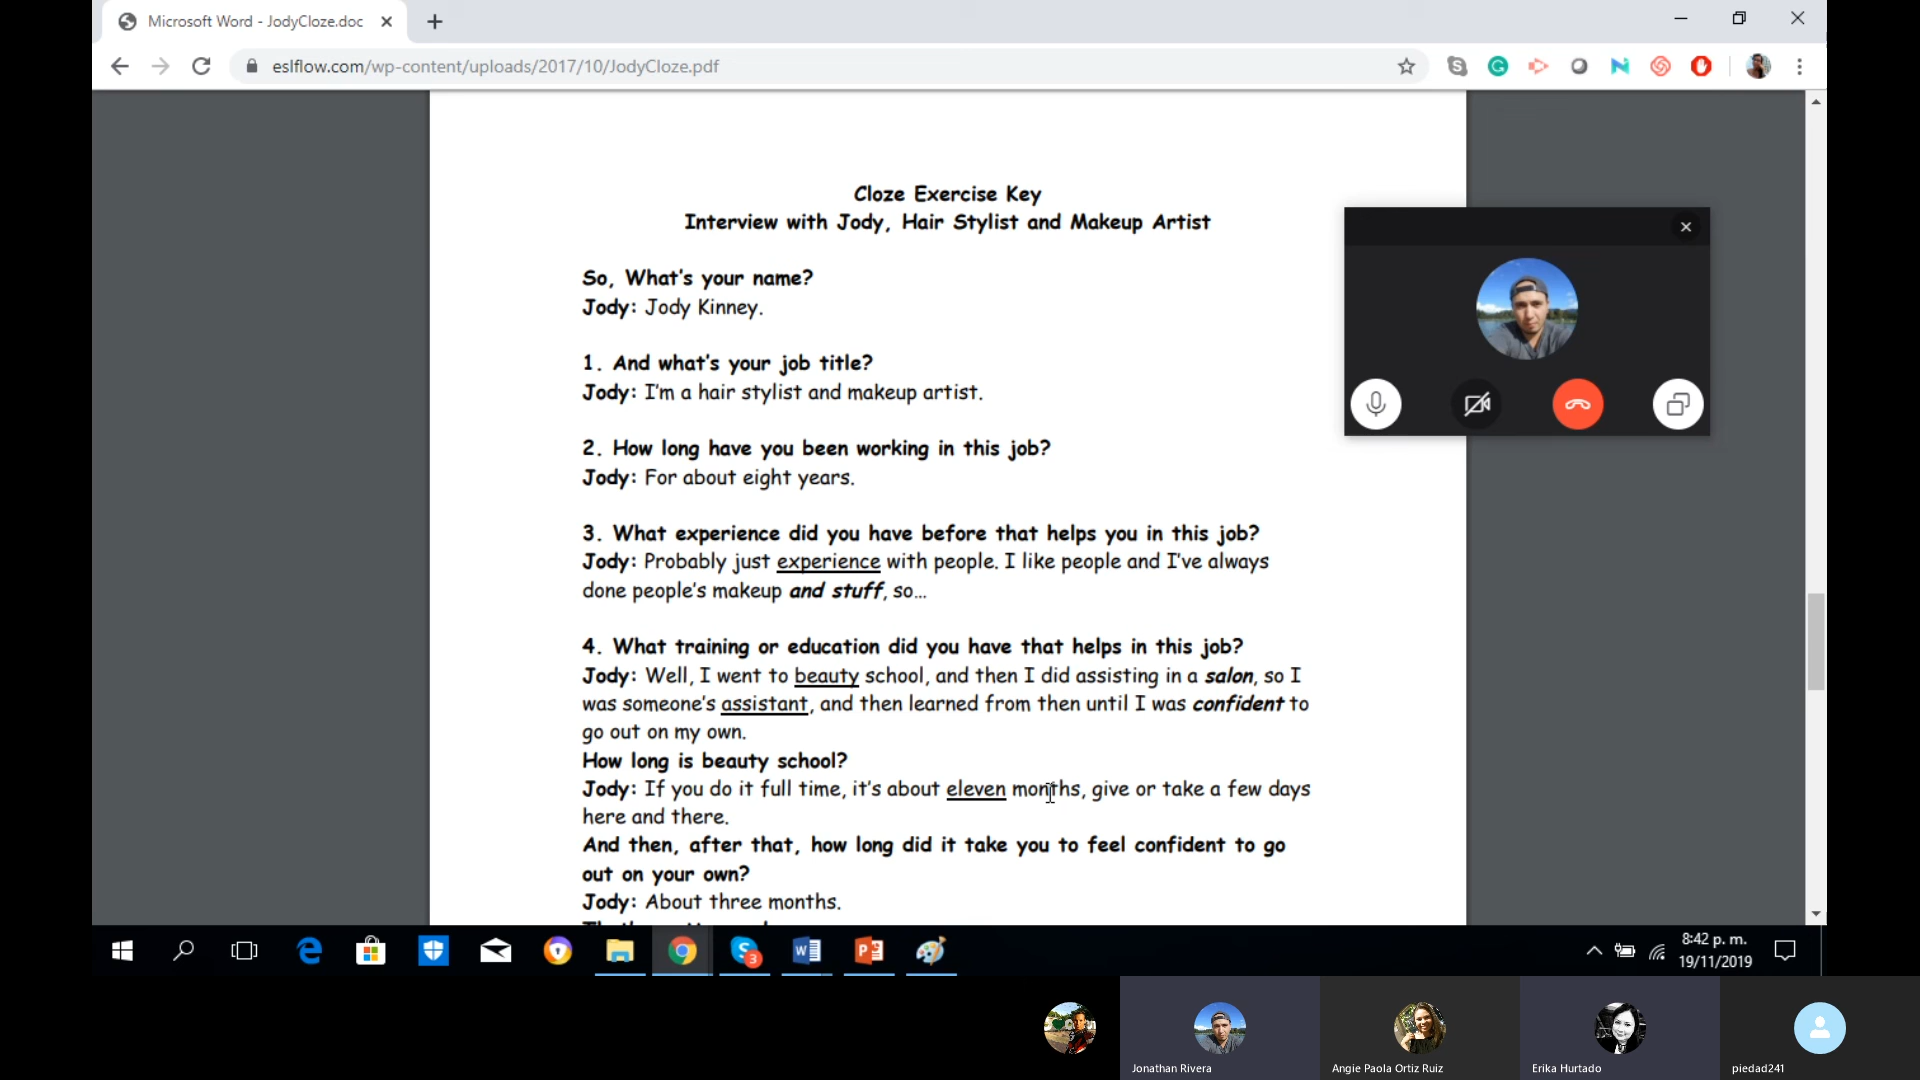 Microsoft Word - JodyCloze.doc
eslflow.com/wp-content/uploads/2017/10/JodyCloze.pdf
Cloze Exercise Key
Interview with Jody, Hair Stylist and Makeup Artist
So, What's your name?
Jody: Jody Kinney.
1. And what's your job title?
Jody: I'm a hair stylist and makeup artist.
2. How long have you been working in this job?
Jody: For about eight years.
3. What experience did you have before that helps you in this job?
Jody: Probably just experience with people. I like people and I've always
done people's makeup and stuff, so...
4. What training or education did you have that helps in this job?
Jody: Well, I went to beauty school, and then I did assisting in a salon, so I
was someone's assistant, and then learned from then until I was confident to
go out on my own.
How long is beauty school?
Jody: If you do it full time, it's about eleven months, give or take a few days
here and there.
And then, after that, how long did it take you to feel confident to go
out on your own?
Jody: About three months.
3
8:42 p. m.
19/11/2019
Jonathan Rivera
Angie Paola Ortiz Ruiz
Erika Hurtado
piedad241